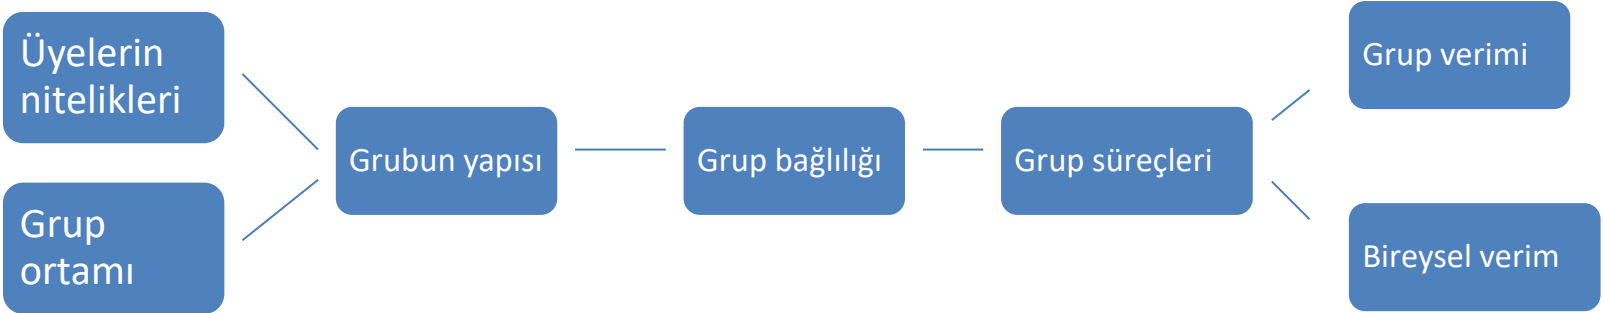 Üyelerin
nitelikleri
Grup
ortamı
Grubun yapısı
Grup bağlılığı
Grup süreçleri
Grup verimi
Bireysel verim